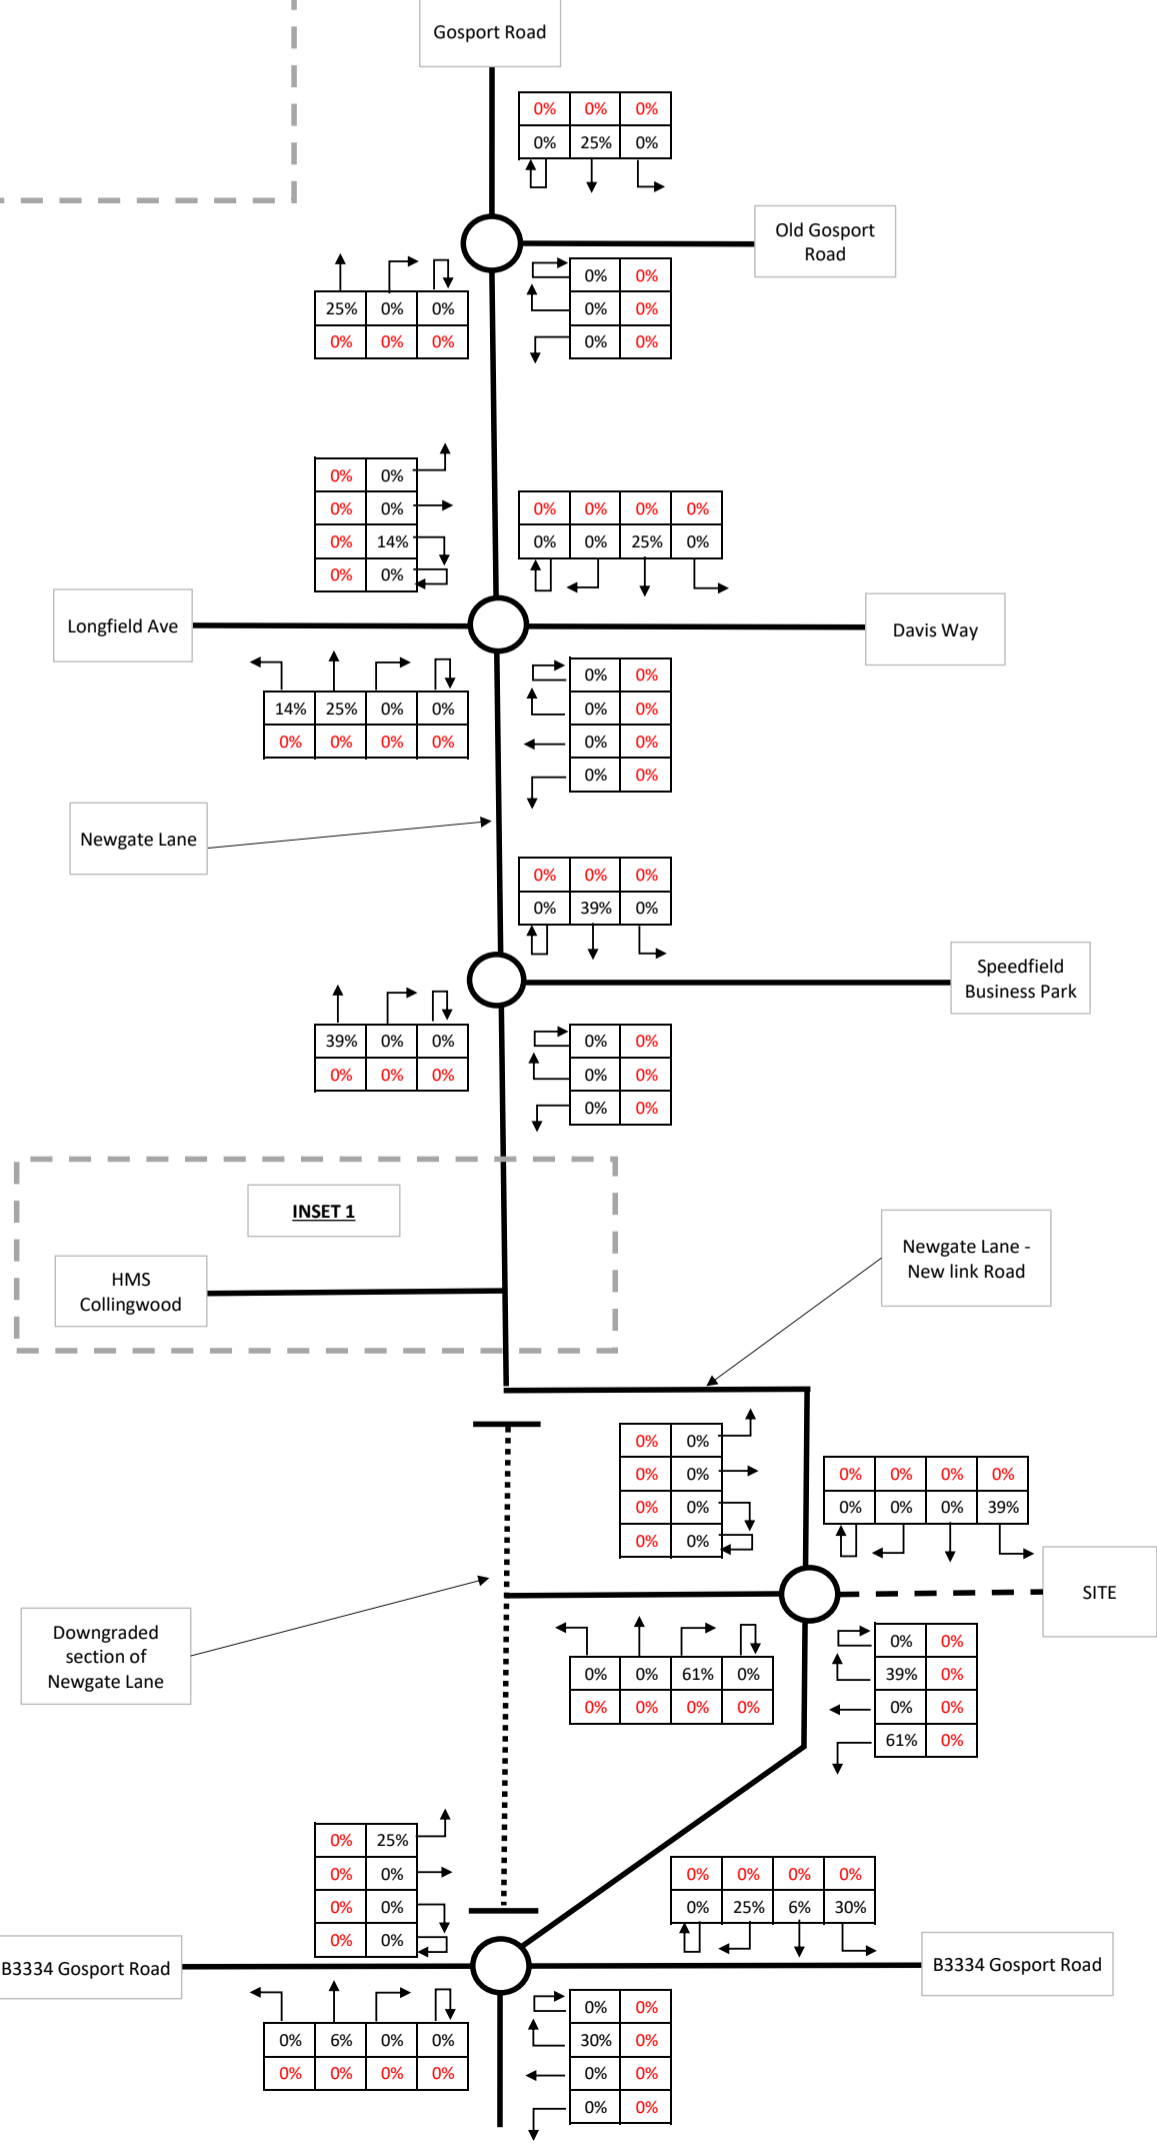 Gosport Road
0% 0% 0%
0% 25% 0%
Old Gosport
Road
0% 0%
0% 0%
0% 0%
25% 0% 0%
0% 0% 0%
0% 0%
0% 0%
0% 14%
0% 0%
0% 0% 0% 0%
0% 0% 25% 0%
Longfield Ave
Davis Way
14% 25% 0% 0%
0% 0% 0% 0%
0% 0%
0% 0%
0% 0%
0% 0%
Newgate Lane
0% 0% 0%
0% 39% 0%
Speedfield
Business Park
39% 0% 0%
0% 0% 0%
0% 0%
0% 0%
0% 0%
INSET 1
HMS
Collingwood
Newgate Lane -
New link Road
0% 0%
0% 0%
0% 0%
0% 0%
0% 0% 0% 0%
0% 0% 0% 39%
SITE
Downgraded
section of
Newgate Lane
0% 0% 61% 0%
0% 0% 0% 0%
0% 0%
39% 0%
0% 0%
61% 0%
0% 25%
0% 0%
0% 0%
0% 0%
0% 0% 0% 0%
0% 25% 6% 30%
B3334 Gosport Road
B3334 Gosport Road
0% 6% 0% 0%
0% 0% 0% 0%
0% 0%
30% 0%
0% 0%
0% 0%